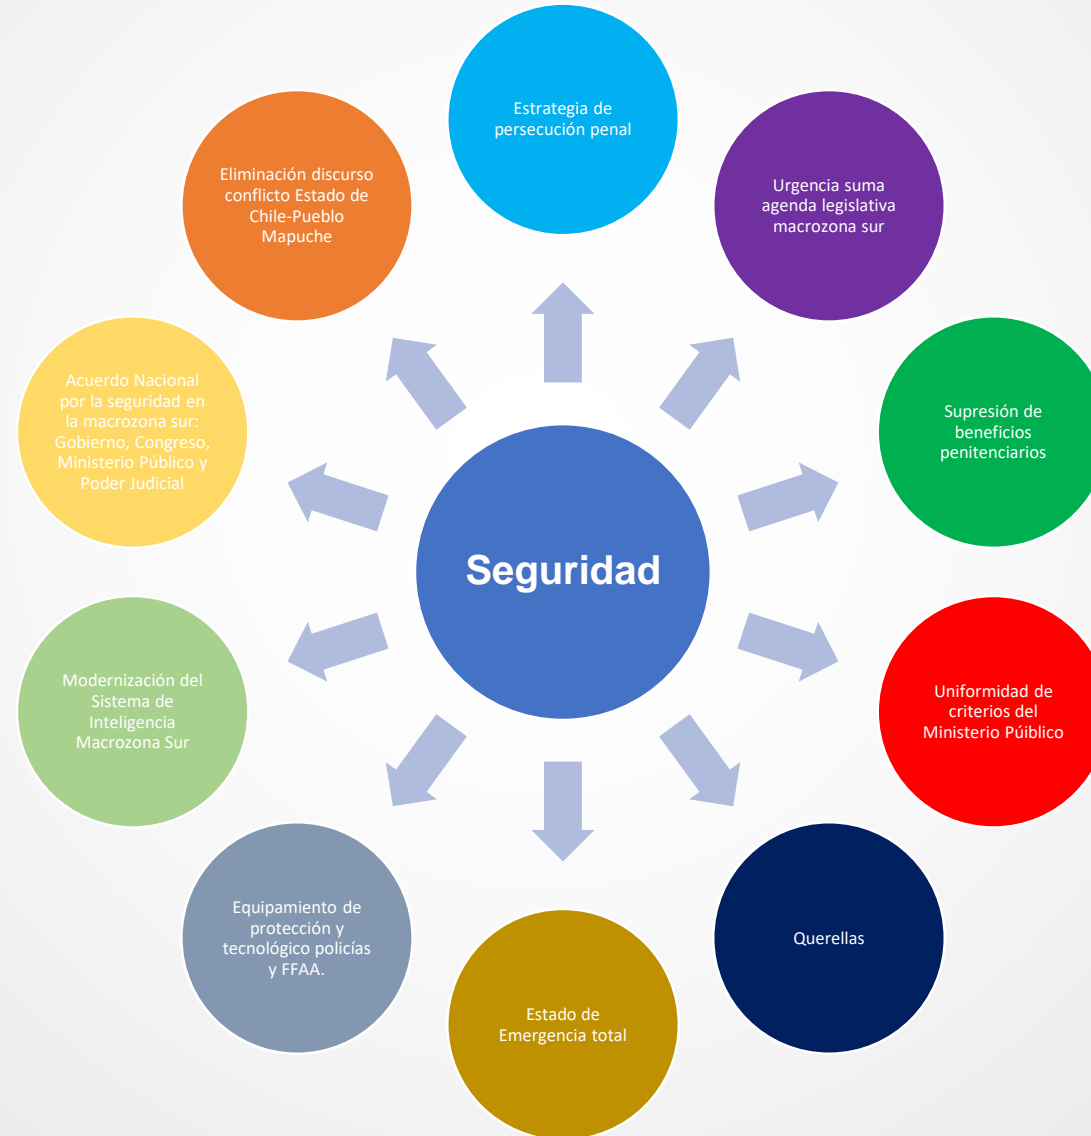 Estrategia de
persecución penal
Urgencia suma
agenda legislativa
macrozona sur
Supresión de
beneficios
penitenciarios
Uniformidad de
criterios del
Ministerio Púiblico
Querellas
Estado de
Emergencia total
Equipamiento de
protección y
tecnológico policías
y FFAA.
Modernización del
Sistema de
Inteligencia
Macrozona Sur
Acuerdo Nacional
por la seguridad en
la macrozona sur:
Gobierno, Congreso,
Ministerio Público y
Poder Judicial
Eliminación discurso
conflicto Estado de
Chile-Pueblo
Mapuche
Seguridad